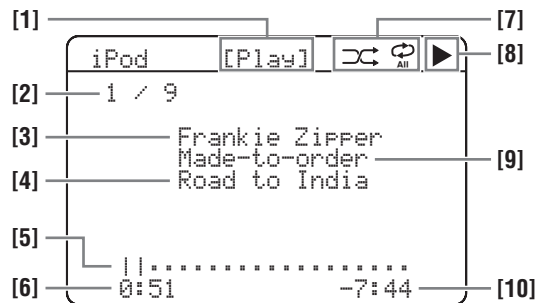 [1] [7]
iPod [Play] All [8]
[2] 1 / 9
[3] Frankie Zipper
Made-to-order [9]
[4] Road to India
[5]
[6] 0:51 -7:44 [10]